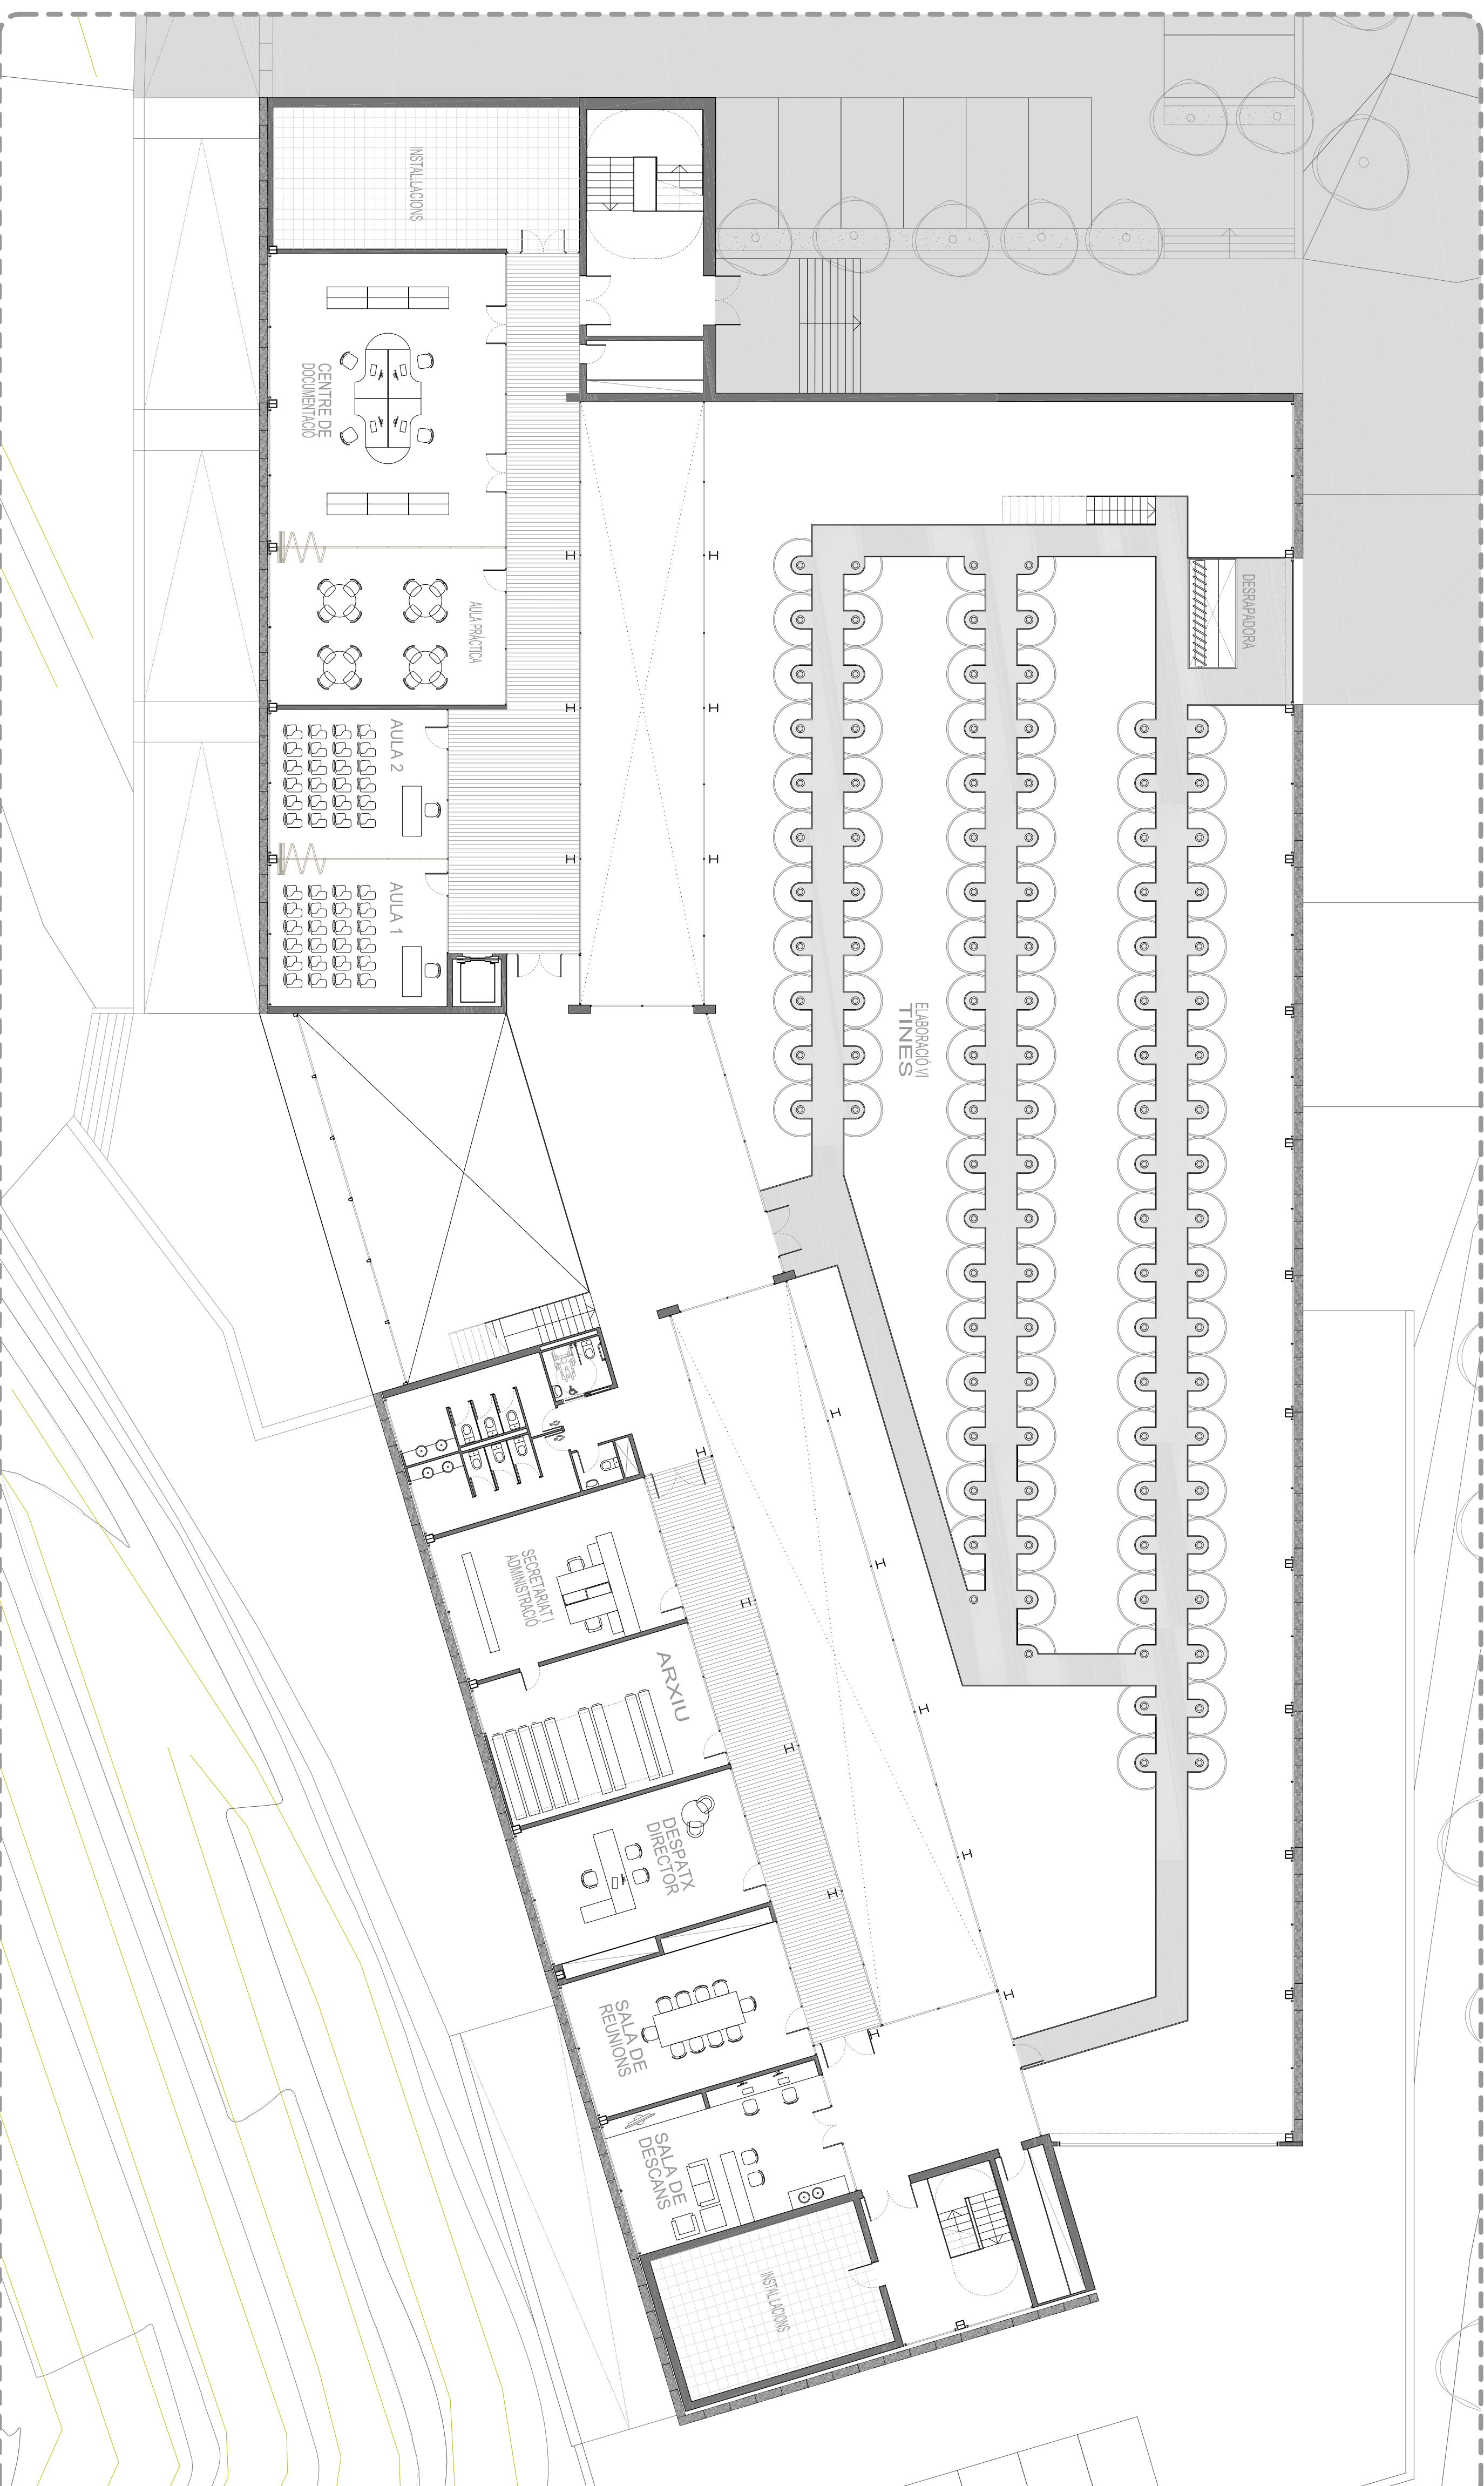 INSTAL.LACIONS
CENTRE DE
DOCUMENTACIÓ
AULA PRÀCTICA
AULA 2
AULA 1
DESRAPADORA
ELABORACIÓ VI
TINES
SECRETARIAT I
ADMINISTRACIÓ
ARXIU
DESPATX
DIRECTOR
SALA DE
REUNIONS
SALA DE
DESCANS
INSTAL.LACIONS